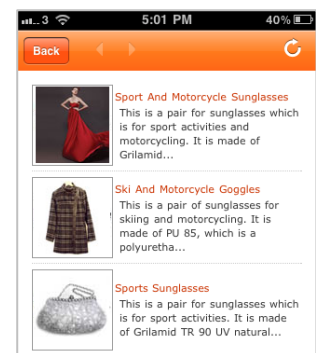 ...3 5:01 PM 40%
Back
Sport And Motorcycle Sunglasses
This is a pair for sunglasses which
is for sport activities and
motorcycling. It is made of
Grilamid...
Ski And Motorcycle Goggles
This is a pair of sunglasses for
skiing and motorcycling. It is
made of PU 85, which is a
polyuretha...
Sports Sunglasses
This is a pair for sunglasses which
is for sport activities. It is made
of Grilamid TR 90 UV natural...